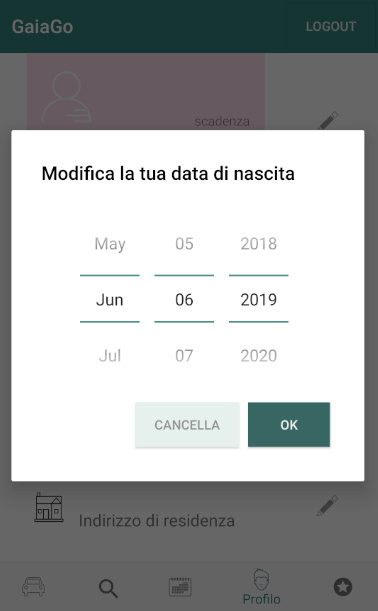 GaiaGo LOGOUT
scadenza
Modifica la tua data di nascita
May 05 2018
Jun 06 2019
Jul 07 2020
CANCELLA OK
Indirizzo di residenza
Profilo